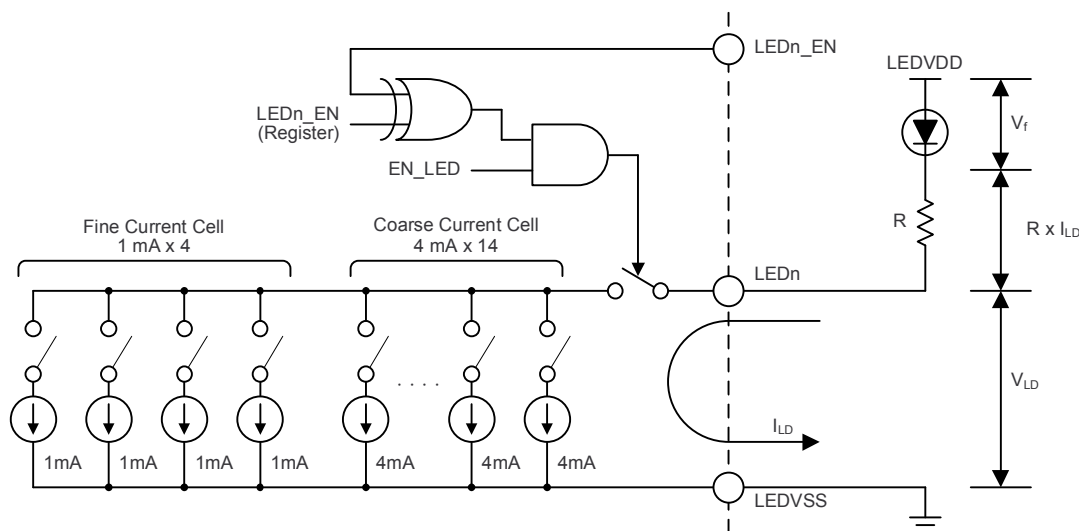 LEDn_EN
LEDVDD
LEDn_EN
(Register)
EN_LED
Vf
Fine Current Cell
1 mA x 4
Coarse Current Cell
4 mA x 14
R
R x ILD
LEDn
VLD
. . . .
ILD
1mA
1mA
1mA
1mA
4mA
4mA
4mA
LEDVSS